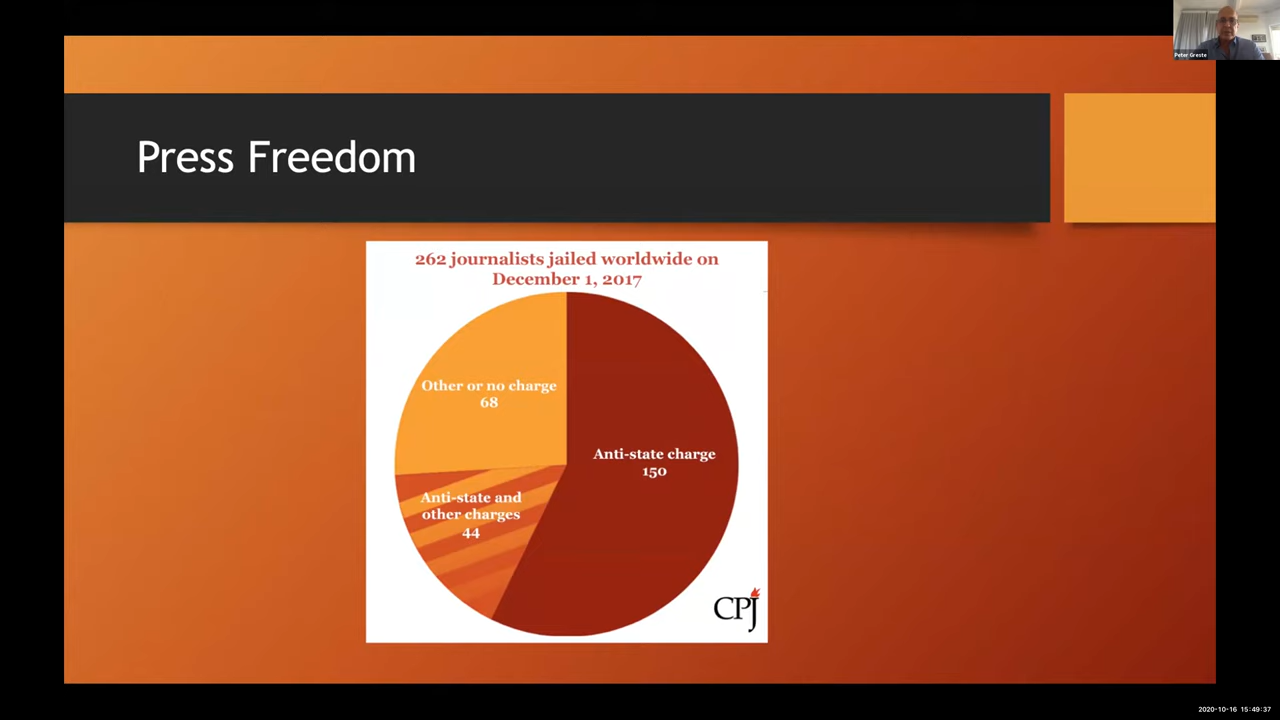 Peter Greste
Press Freedom
262 journalists jailed worldwide on
December 1, 2017
Other or no charge
68
Anti-state charge
150
Anti-state and
other charges
44
CPJ
2020-10-16 15:49:37